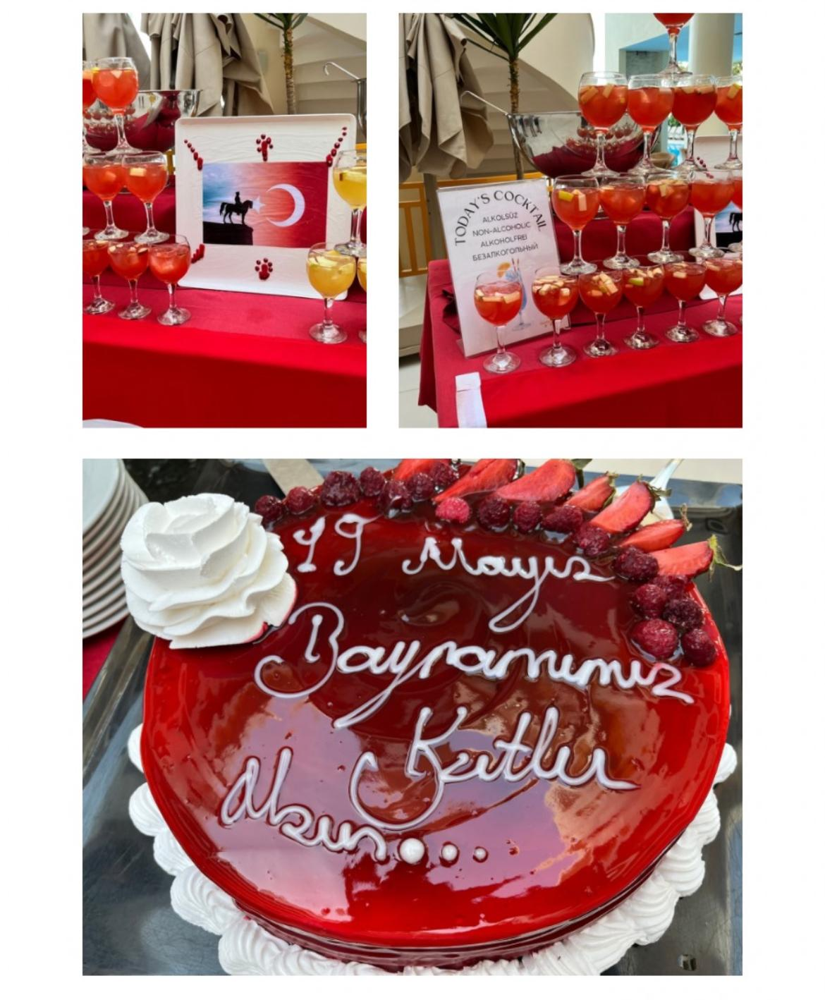 TODAY'S COCKTAIL
ALKOLSÜZ
NON-ALCOHOLIC
ALKOHOLFREI
БЕЗАЛКОГОЛЬНЫЙ
19 Mayıs
Bayramımız
Kutlu
Olsun...